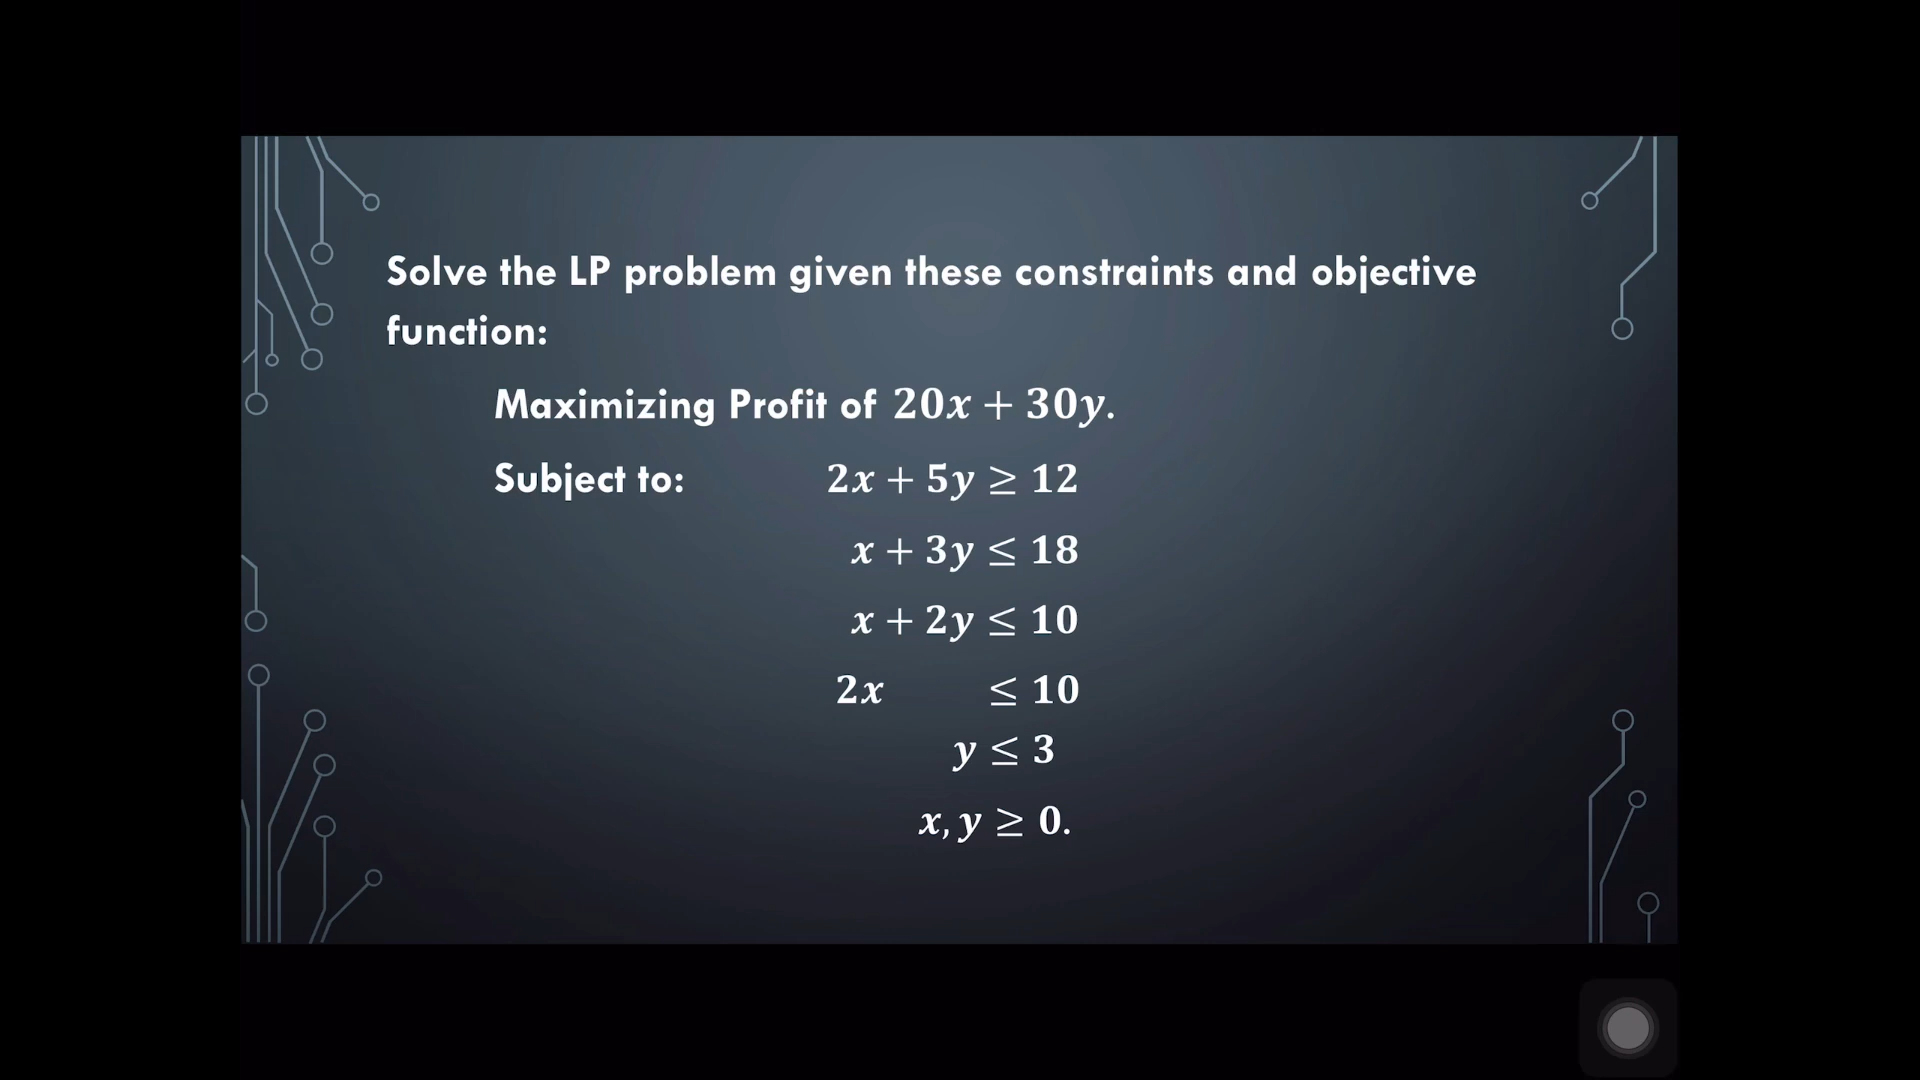 Solve the LP problem given these constraints and objective
function:
Maximizing Profit of 20x + 30y.
Subject to: 2x + 5y ≥ 12
x + 3y ≤ 18
x + 2y ≤ 10
2x ≤ 10
y ≤ 3
x, y ≥ 0.